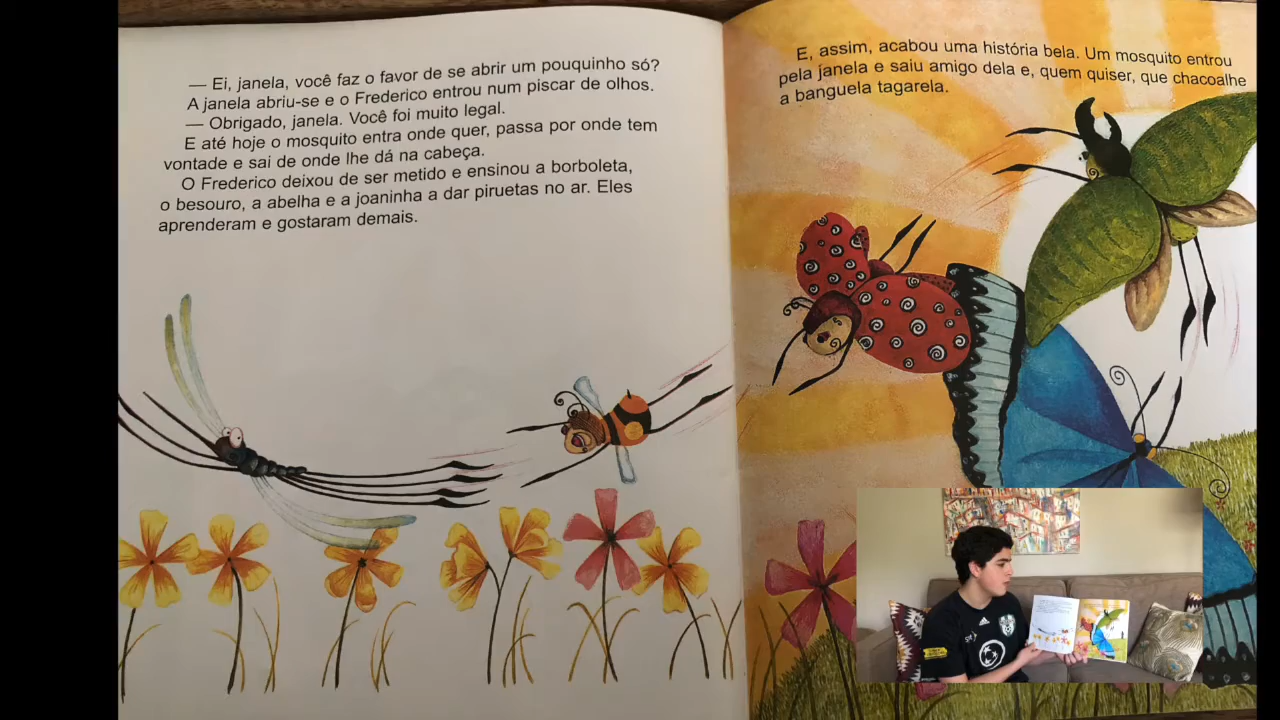 — Ei, janela, você faz o favor de se abrir um pouquinho só?
A janela abriu-se e o Frederico entrou num piscar de olhos.
— Obrigado, janela. Você foi muito legal.
E até hoje o mosquito entra onde quer, passa por onde tem
vontade e sai de onde lhe dá na cabeça.
O Frederico deixou de ser metido e ensinou a borboleta,
o besouro, a abelha e a joaninha a dar piruetas no ar. Eles
aprenderam e gostaram demais.
E, assim, acabou uma história bela. Um mosquito entrou
pela janela e saiu amigo dela e, quem quiser, que chacoalhe
a banguela tagarela.